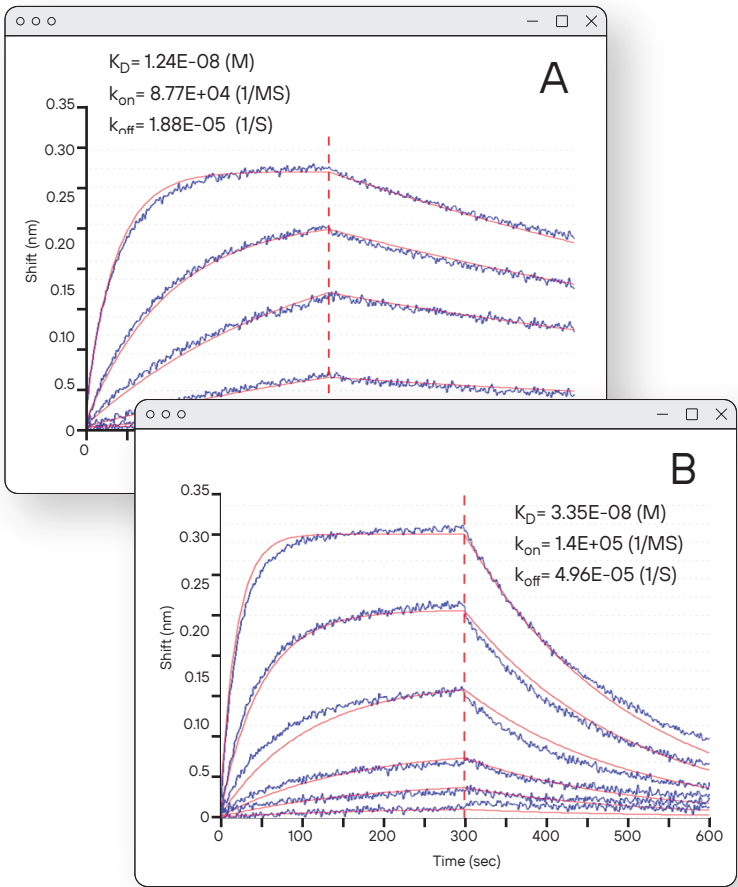 A
K_D= 1.24E-08 (M)
k_on= 8.77E+04 (1/MS)
k_off= 1.88E-05 (1/S)
Shift (nm)
0.35
0.30
0.25
0.20
0.15
0.10
0.5
0
0
B
K_D= 3.35E-08 (M)
k_on= 1.4E+05 (1/MS)
k_off= 4.96E-05 (1/S)
Shift (nm)
0.35
0.30
0.25
0.20
0.15
0.10
0.5
0
0 100 200 300 400 500 600
Time (sec)